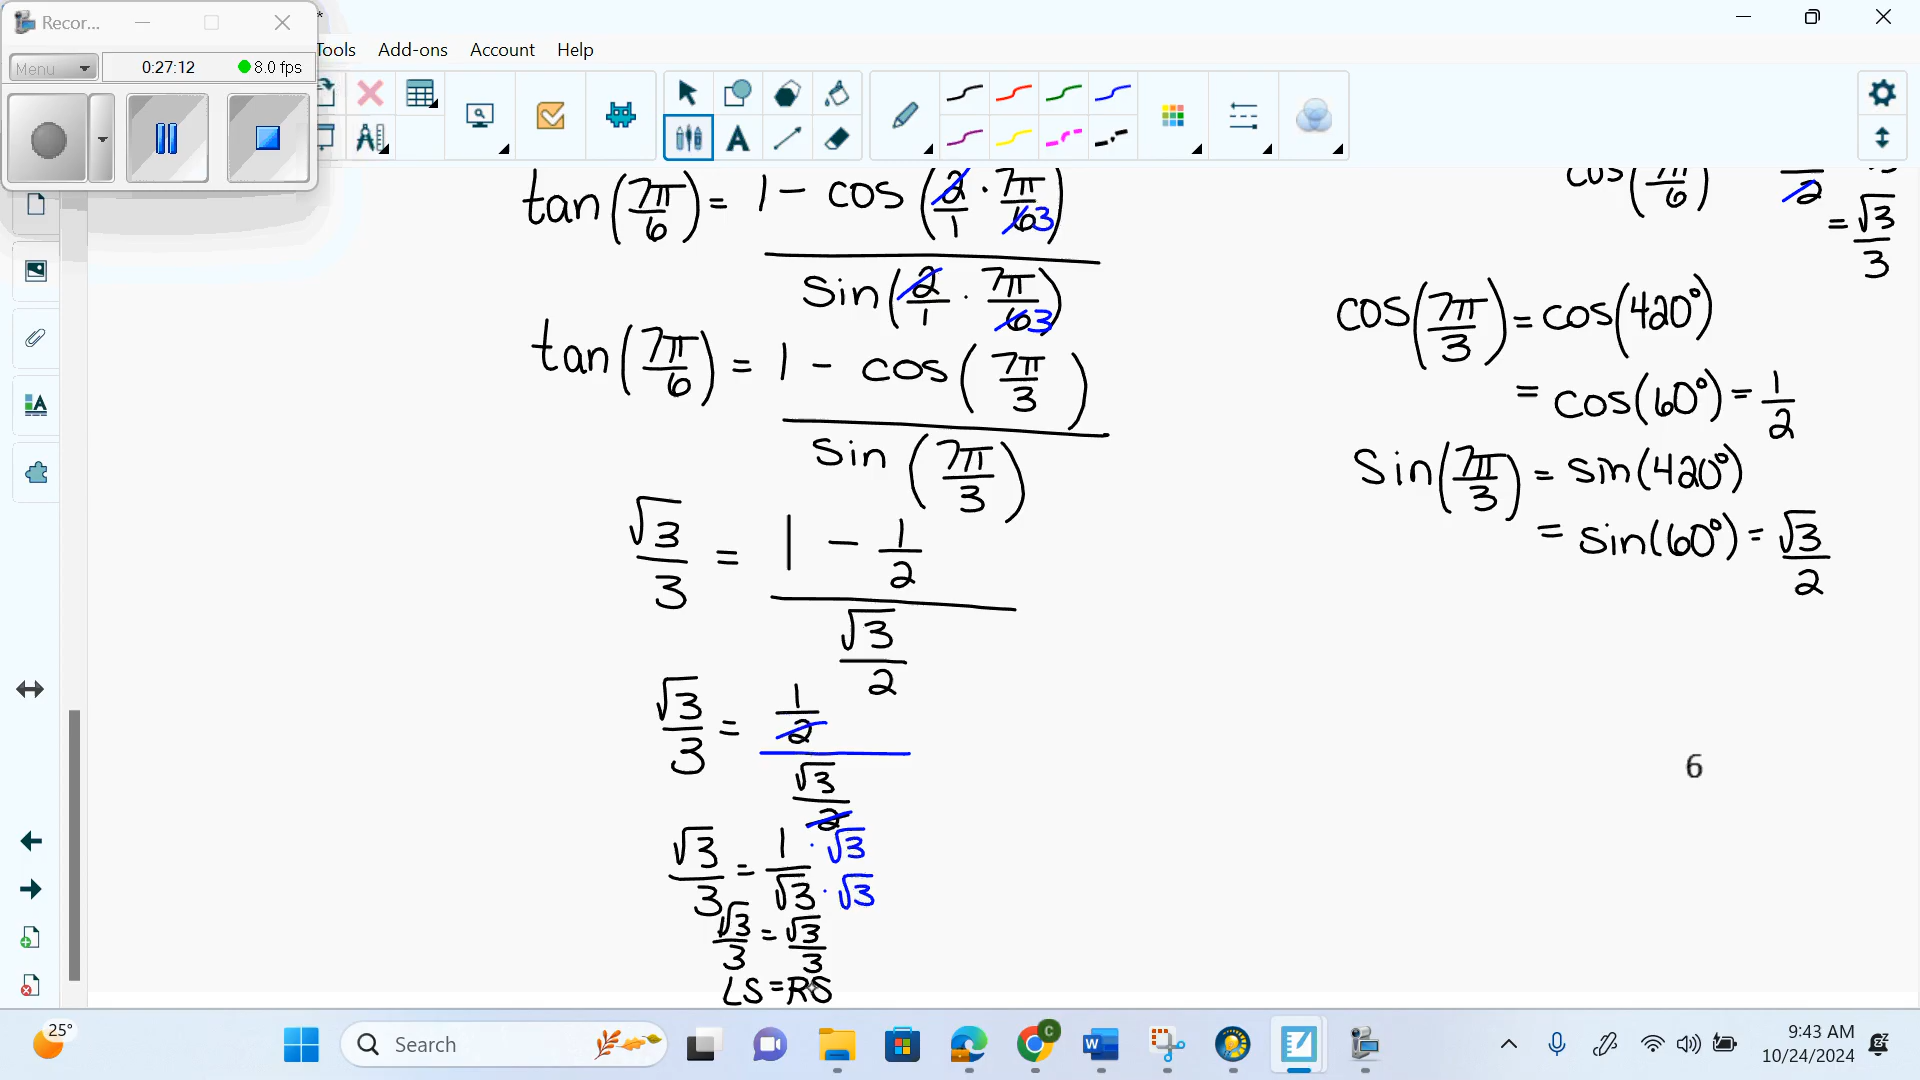 Recor...
*
Menu 0:27:12 8.0 fps
Tools Add-ons Account Help
tan(7π/6) = 1 - cos(2/1 · 7π/6 3)
sin(2/1 · 7π/6 3)
tan(7π/6) = 1 - cos(7π/3)
sin(7π/3)
√3/3 = 1 - 1/2
√3/2
√3/3 = 1/2
√3/2
√3/3 = 1/√3 · √3
· √3
√3/3 = √3/3
LS = RS
cos(7π/6) 2
= √3/3
cos(7π/3) = cos(420°)
= cos(60°) = 1/2
Sin(7π/3) = sin(420°)
= sin(60°) = √3/2
6
25°
Search
C
9:43 AM
10/24/2024